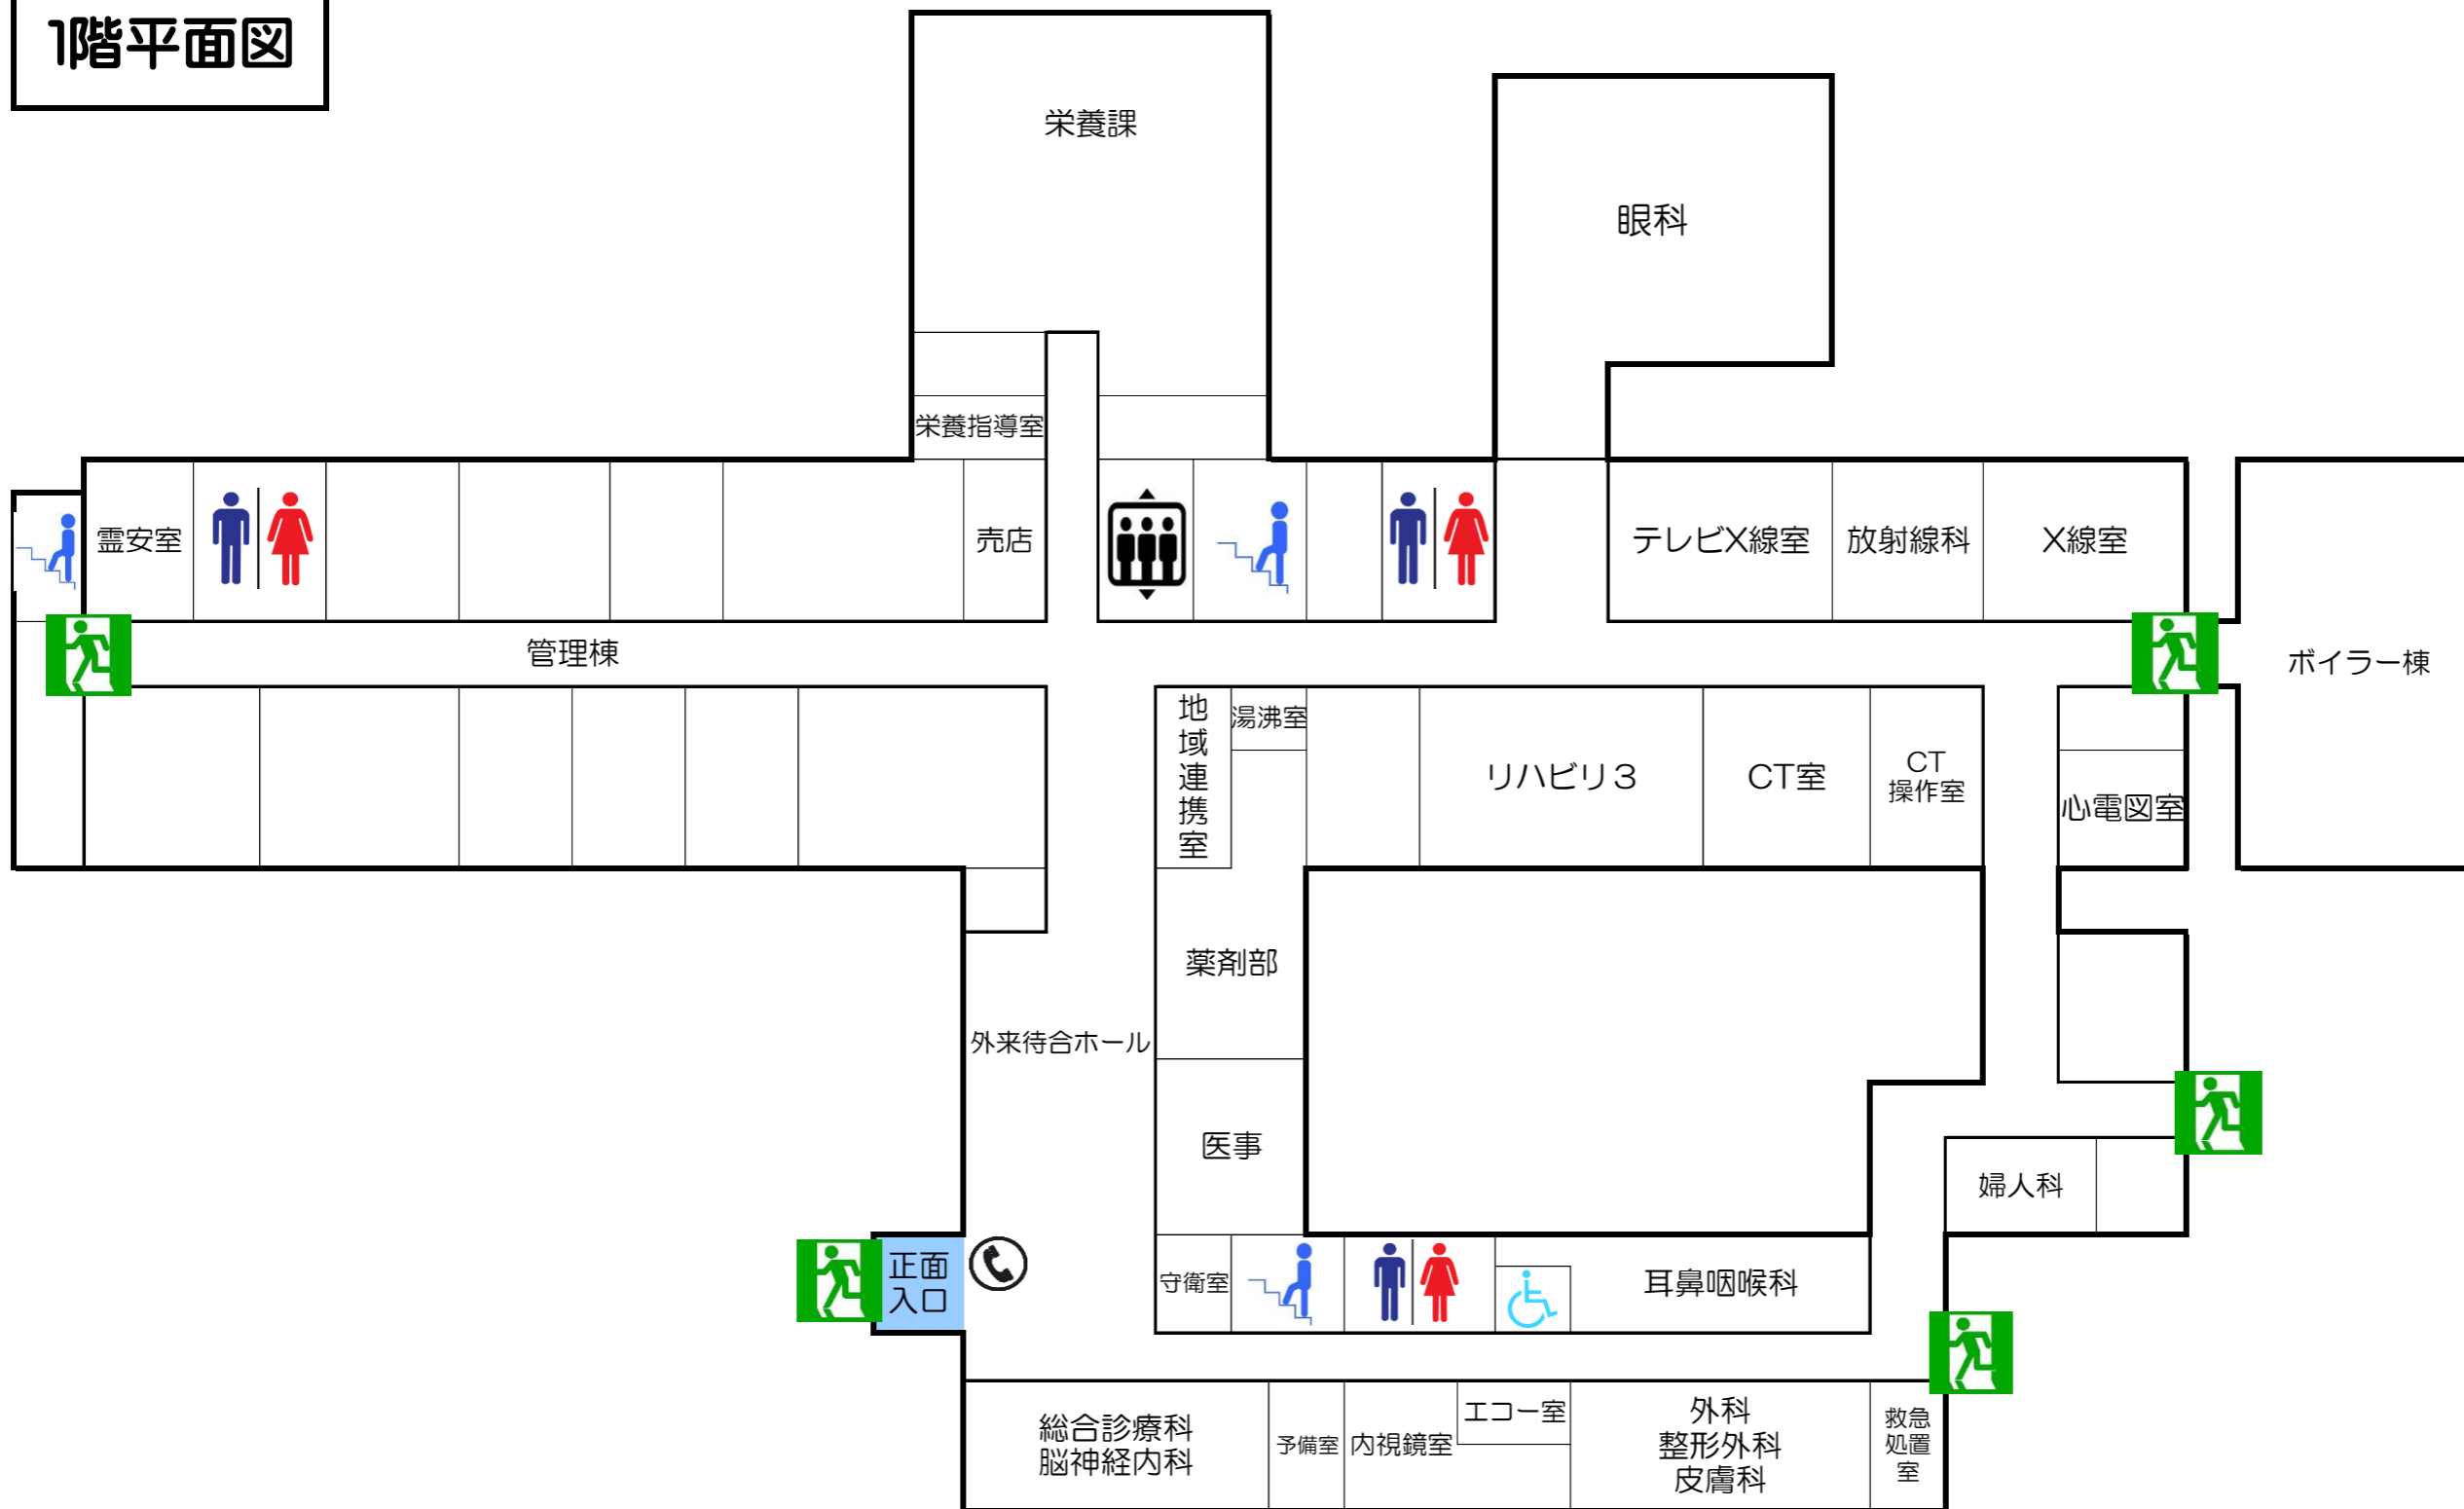 1階平面図
栄養課
眼科
栄養指導室
霊安室
売店
テレビX線室
放射線科
X線室
管理棟
ボイラー棟
地
域
連
携
室
湯沸室
リハビリ3
CT室
CT
操作室
心電図室
薬剤部
外来待合ホール
医事
婦人科
正面
入口
守衛室
耳鼻咽喉科
総合診療科
脳神経内科
予備室
内視鏡室
エコー室
外科
整形外科
皮膚科
救急
処置
室